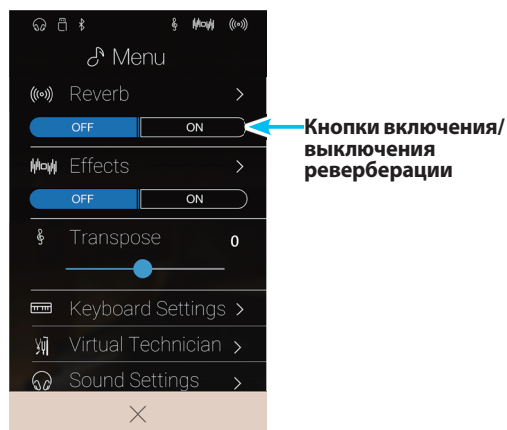 Menu
Reverb
OFF ON
Кнопки включения/
выключения
реверберации
Effects
OFF ON
Transpose 0
Keyboard Settings
Virtual Technician
Sound Settings